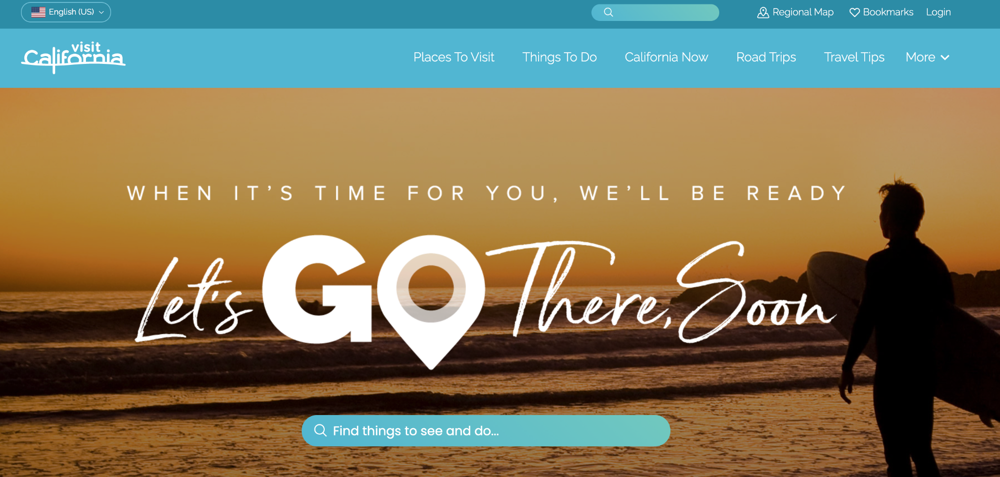 English (US)
Regional Map
Bookmarks
Login
visit
California
Places To Visit
Things To Do
California Now
Road Trips
Travel Tips
More
WHEN IT'S TIME FOR YOU, WE'LL BE READY
Let's GO There, Soon
Find things to see and do...